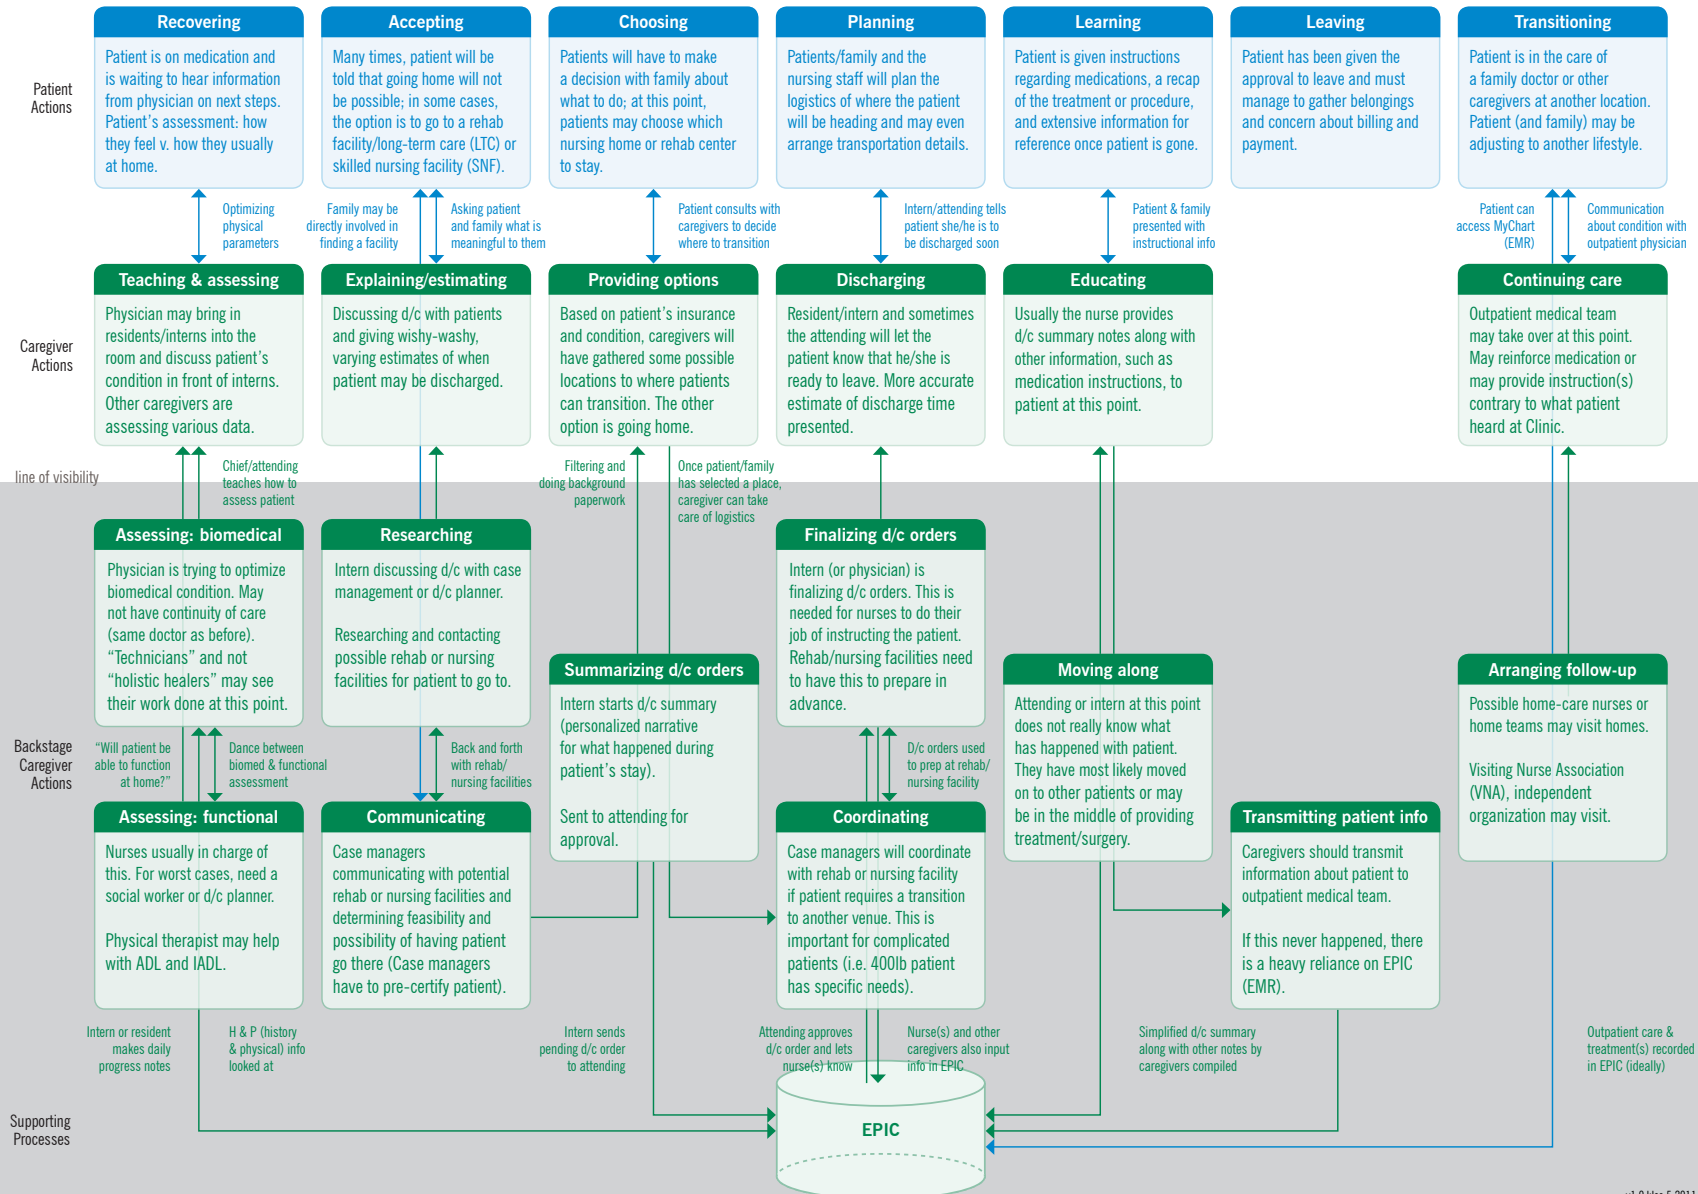 Recovering
Patient is on medication and
is waiting to hear information
from physician on next steps.
Patient's assessment: how
they feel v. how they usually
at home.
Accepting
Many times, patient will be
told that going home will not
be possible; in some cases,
the option is to go to a rehab
facility/long-term care (LTC) or
skilled nursing facility (SNF).
Choosing
Patients will have to make
a decision with family about
what to do; at this point,
patients may choose which
nursing home or rehab center
to stay.
Planning
Patients/family and the
nursing staff will plan the
logistics of where the patient
will be heading and may even
arrange transportation details.
Learning
Patient is given instructions
regarding medications, a recap
of the treatment or procedure,
and extensive information for
reference once patient is gone.
Leaving
Patient has been given the
approval to leave and must
manage to gather belongings
and concern about billing and
payment.
Transitioning
Patient is in the care of
a family doctor or other
caregivers at another location.
Patient (and family) may be
adjusting to another lifestyle.
Patient
Actions
Optimizing
physical
parameters
Family may be
directly involved in
finding a facility
Asking patient
and family what is
meaningful to them
Patient consults with
caregivers to decide
where to transition
Intern/attending tells
patient she/he is to
be discharged soon
Patient & family
presented with
instructional info
Patient can
access MyChart
(EMR)
Communication
about condition with
outpatient physician
Caregiver
Actions
Teaching & assessing
Physician may bring in
residents/interns into the
room and discuss patient's
condition in front of interns.
Other caregivers are
assessing various data.
Explaining/estimating
Discussing d/c with patients
and giving wishy-washy,
varying estimates of when
patient may be discharged.
Providing options
Based on patient's insurance
and condition, caregivers will
have gathered some possible
locations to where patients
can transition. The other
option is going home.
Discharging
Resident/intern and sometimes
the attending will let the
patient know that he/she is
ready to leave. More accurate
estimate of discharge time
presented.
Educating
Usually the nurse provides
d/c summary notes along with
other information, such as
medication instructions, to
patient at this point.
Continuing care
Outpatient medical team
may take over at this point.
May reinforce medication or
may provide instruction(s)
contrary to what patient
heard at Clinic.
line of visibility
Chief/attending
teaches how to
assess patient
Filtering and
doing background
paperwork
Once patient/family
has selected a place,
caregiver can take
care of logistics
Backstage
Caregiver
Actions
Assessing: biomedical
Physician is trying to optimize
biomedical condition. May
not have continuity of care
(same doctor as before).
“Technicians” and not
“holistic healers” may see
their work done at this point.
Researching
Intern discussing d/c with case
management or d/c planner.
Researching and contacting
possible rehab or nursing
facilities for patient to go to.
Summarizing d/c orders
Intern starts d/c summary
(personalized narrative
for what happened during
patient's stay).
Sent to attending for
approval.
Finalizing d/c orders
Intern (or physician) is
finalizing d/c orders. This is
needed for nurses to do their
job of instructing the patient.
Rehab/nursing facilities need
to have this to prepare in
advance.
Moving along
Attending or intern at this point
does not really know what
has happened with patient.
They have most likely moved
on to other patients or may
be in the middle of providing
treatment/surgery.
Arranging follow-up
Possible home-care nurses or
home teams may visit homes.
Visiting Nurse Association
(VNA), independent
organization may visit.
“Will patient be
able to function
at home?”
Dance between
biomed & functional
assessment
Back and forth
with rehab/
nursing facilities
D/c orders used
to prep at rehab/
nursing facility
Assessing: functional
Nurses usually in charge of
this. For worst cases, need a
social worker or d/c planner.
Physical therapist may help
with ADL and IADL.
Communicating
Case managers
communicating with potential
rehab or nursing facilities and
determining feasibility and
possibility of having patient
go there (Case managers
have to pre-certify patient).
Coordinating
Case managers will coordinate
with rehab or nursing facility
if patient requires a transition
to another venue. This is
important for complicated
patients (i.e. 400lb patient
has specific needs).
Transmitting patient info
Caregivers should transmit
information about patient to
outpatient medical team.
If this never happened, there
is a heavy reliance on EPIC
(EMR).
Intern or resident
makes daily
progress notes
H & P (history
& physical) info
looked at
Intern sends
pending d/c order
to attending
Attending approves
d/c order and lets
nurse(s) know
Nurse(s) and other
caregivers also input
info in EPIC
Simplified d/c summary
along with other notes by
caregivers compiled
Outpatient care &
treatment(s) recorded
in EPIC (ideally)
Supporting
Processes
EPIC